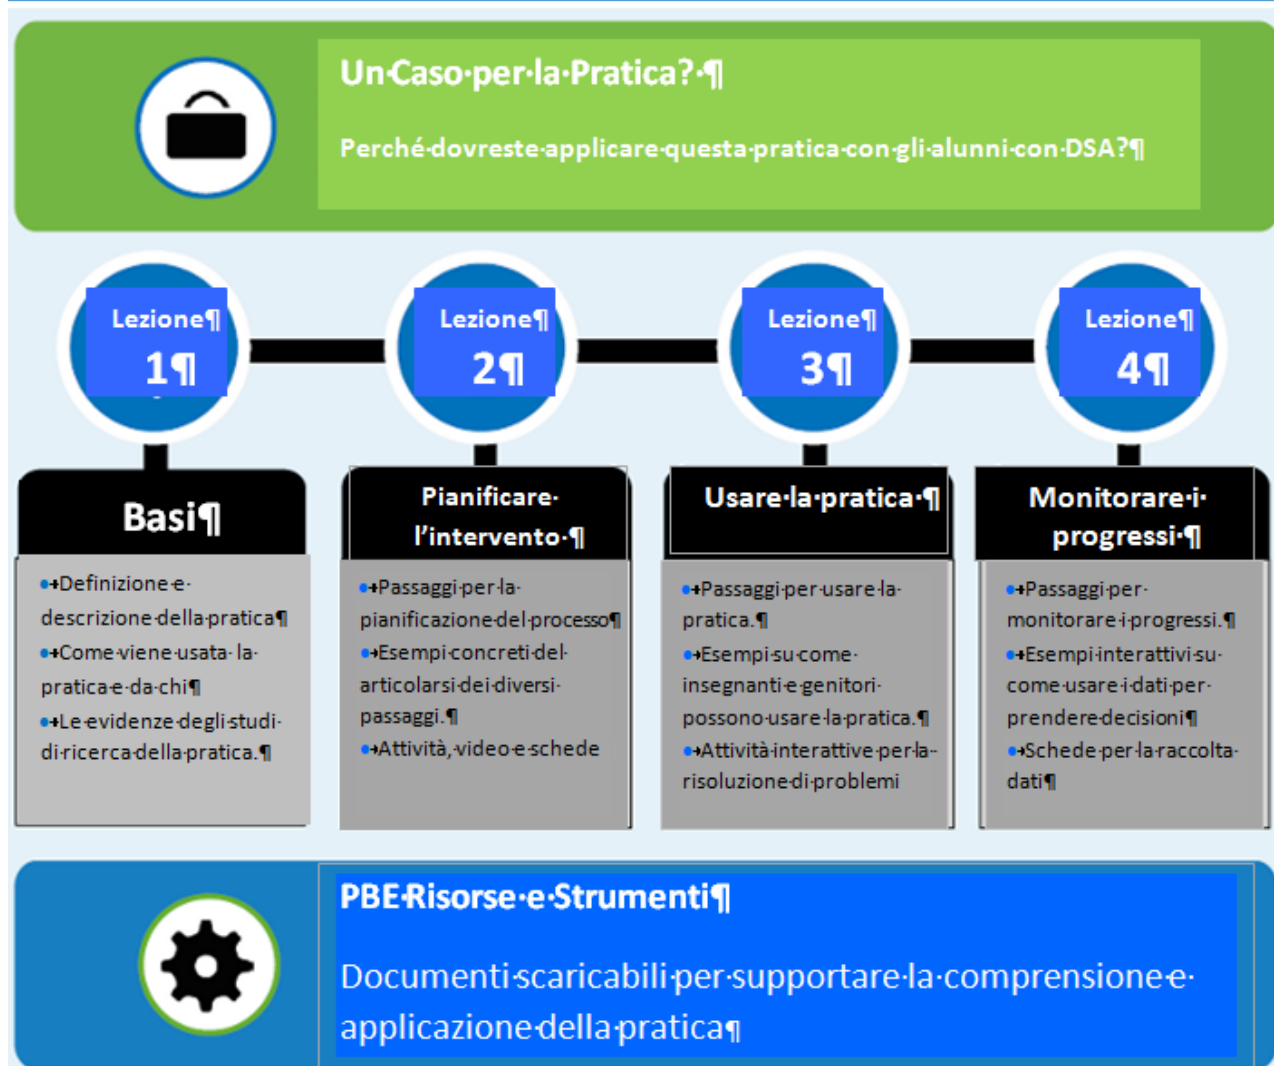 Un Caso per la Pratica? ¶
Perché dovreste applicare questa pratica con gli alunni con DSA?¶
Lezione¶
1¶
Lezione¶
2¶
Lezione¶
3¶
Lezione¶
4¶
Basi¶
•Definizione e
descrizione della pratica¶
•Come viene usata la
pratica e da chi¶
•Le evidenze degli studi
di ricerca della pratica.¶
Pianificare
l’intervento ¶
•Passaggi per la
pianificazione del processo¶
•Esempi concreti del
articolarsi dei diversi
passaggi.¶
•Attività, video e schede
Usare la pratica ¶
•Passaggi per usare la
pratica.¶
•Esempi su come
insegnanti e genitori
possono usare la pratica.¶
•Attività interattive per la
risoluzione di problemi
Monitorare i
progressi ¶
•Passaggi per
monitorare i progressi.¶
•Esempi interattivi su
come usare i dati per
prendere decisioni¶
•Schede per la raccolta
dati¶
PBE Risorse e Strumenti¶
Documenti scaricabili per supportare la comprensione e
applicazione della pratica¶